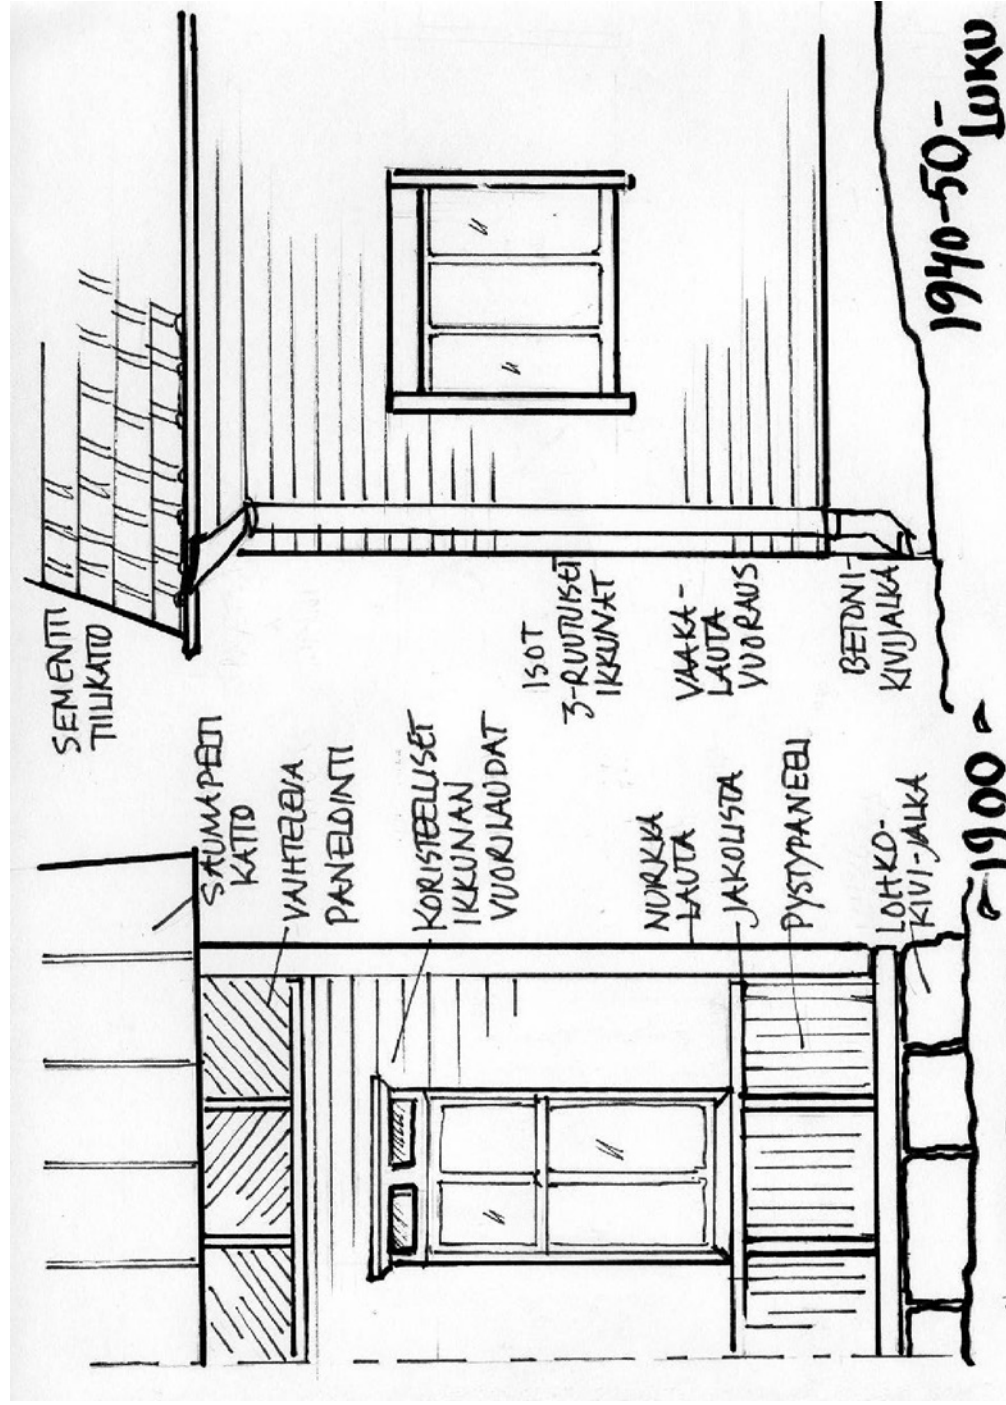 SAUMAPELTI
KATTO
VAIHTELEVA
PANELOINTI
KORISTEELLISET
IKKUNAN
VUORILAUDAT
NURKKA
LAUTA
JAKOLISTA
PYSTYPANEELI
LOHKO-
KIVI-JALKA
-1900-
SEMENTTI
TIILIKATTO
ISOT
3-RUUTUISET
IKKUNAT
VAAKA-
LAUTA
VUORAUS
BETONI-
KIVIJALKA
1940-50-
LUKU